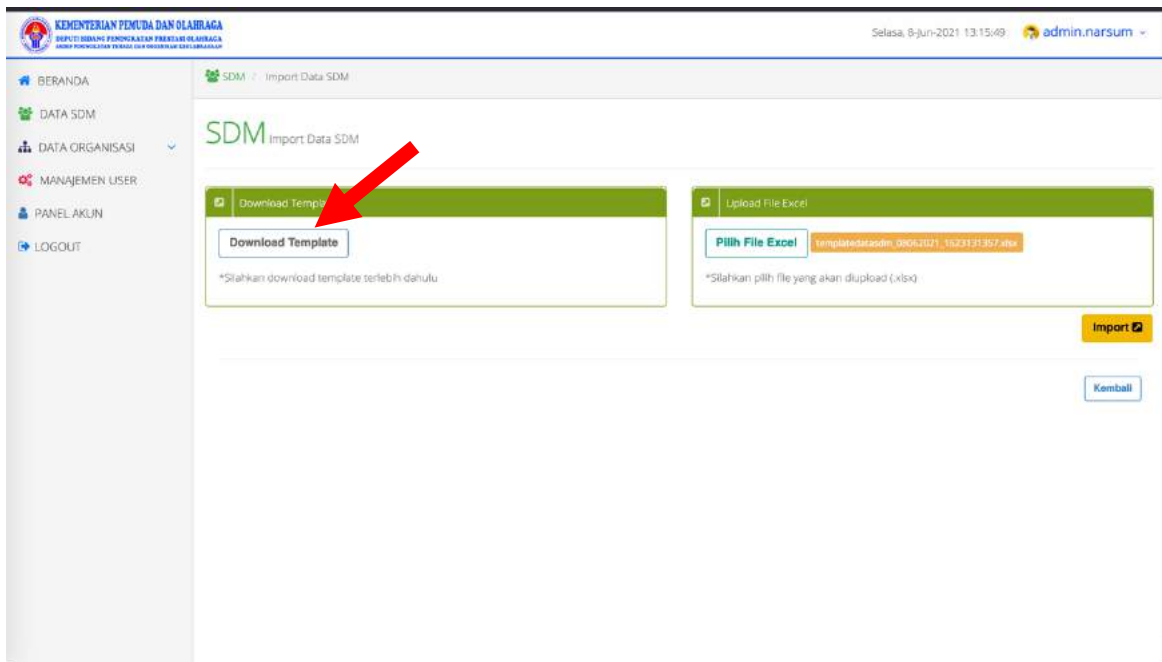 KEMENTERIAN PEMUDA DAN OLAHRAGA
DEPUTI BIDANG PENINGKATAN PRESTASI OLAHRAGA
Selasa, 8-Jun-2021 13:15:49
admin.narsum
BERANDA
DATA SDM
DATA ORGANISASI
MANAJEMEN USER
PANEL AKUN
LOGOUT
SDM / Import Data SDM
SDM Import Data SDM
Download Templa
Download Template
*Silahkan download template terlebih dahulu
Upload File Excel
Pilih File Excel templatedatasdm_08062021_1623131357.xlsx
*Silahkan pilih file yang akan diupload (.xlsx)
Import
Kembali